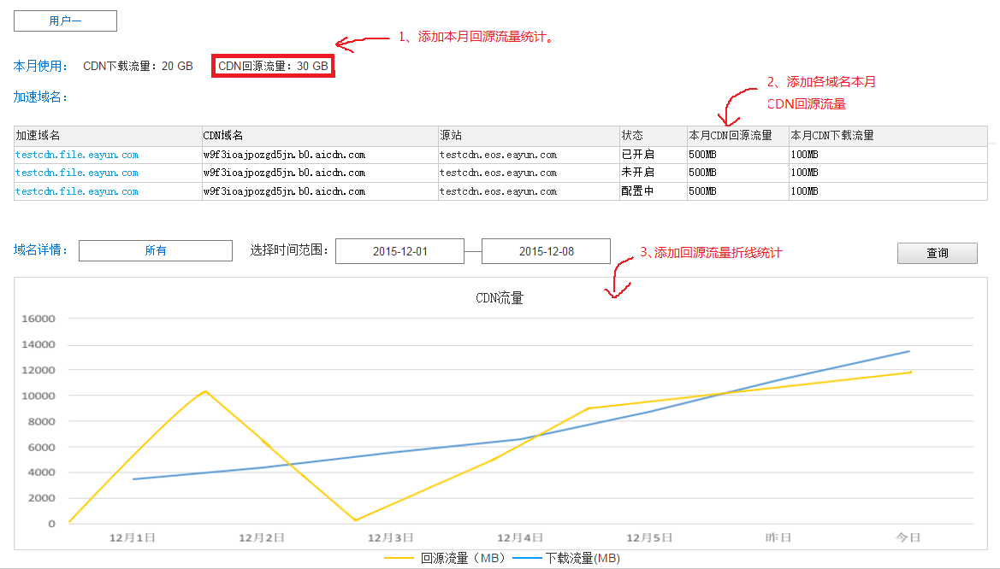 用户一
1、添加本月回源流量统计。
本月使用： CDN下载流量：20 GB CDN回源流量：30 GB
2、添加各域名本月
CDN回源流量
加速域名：
加速域名 CDN域名 源站 状态 本月CDN回源流量 本月CDN下载流量
testcdn.file.eayun.com w9f3ioajpozgd5jn.b0.aicdn.com testcdn.eos.eayun.com 已开启 500MB 100MB
testcdn.file.eayun.com w9f3ioajpozgd5jn.b0.aicdn.com testcdn.eos.eayun.com 未开启 500MB 100MB
testcdn.file.eayun.com w9f3ioajpozgd5jn.b0.aicdn.com testcdn.eos.eayun.com 配置中 500MB 100MB
域名详情： 所有 选择时间范围： 2015-12-01 2015-12-08 3、添加回源流量折线统计 查询
CDN流量
16000
14000
12000
10000
8000
6000
4000
2000
0
12月1日 12月2日 12月3日 12月4日 12月5日 昨日 今日
回源流量（MB） 下载流量(MB)